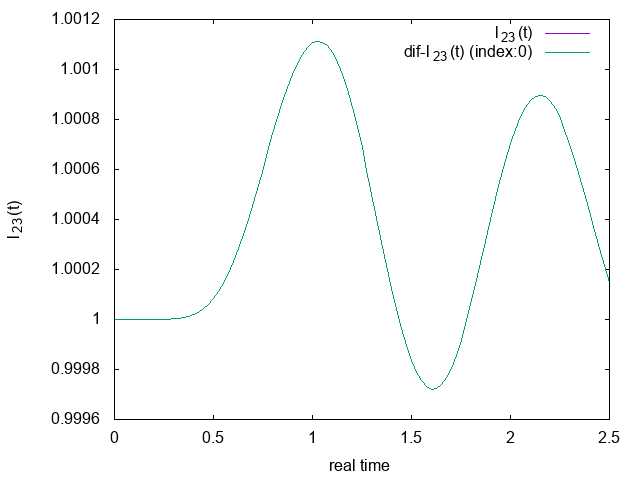 1.0012
I23(t)
dif-I23(t) (index:0)
1.001
1.0008
1.0006
1.0004
1.0002
1
0.9998
0.9996
I23(t)
0 0.5 1 1.5 2 2.5
real time